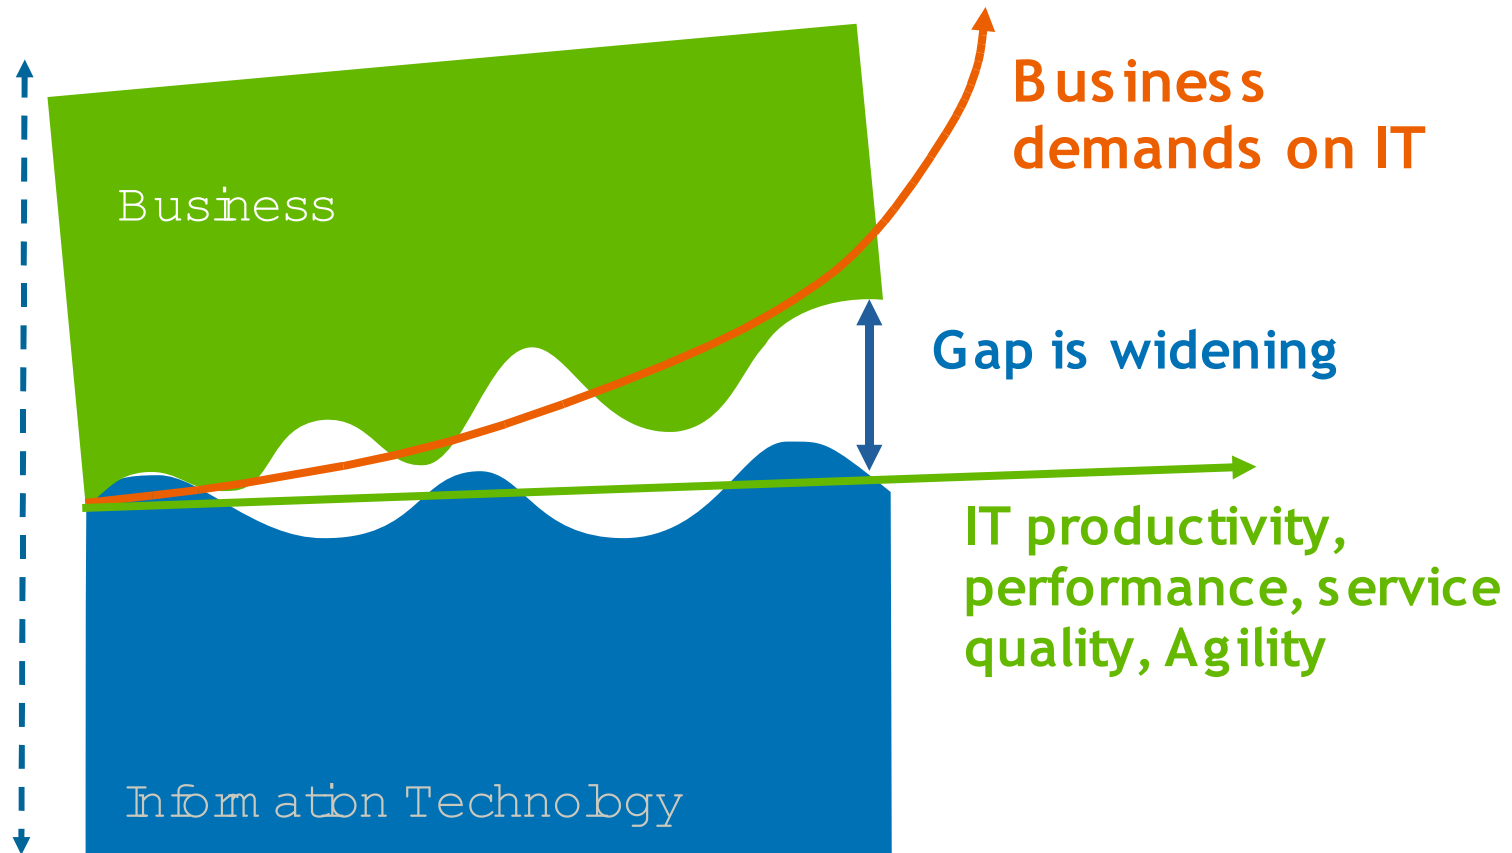 Business
demands on IT
Business
Gap is widening
IT productivity,
performance, service
quality, Agility
Information Technology